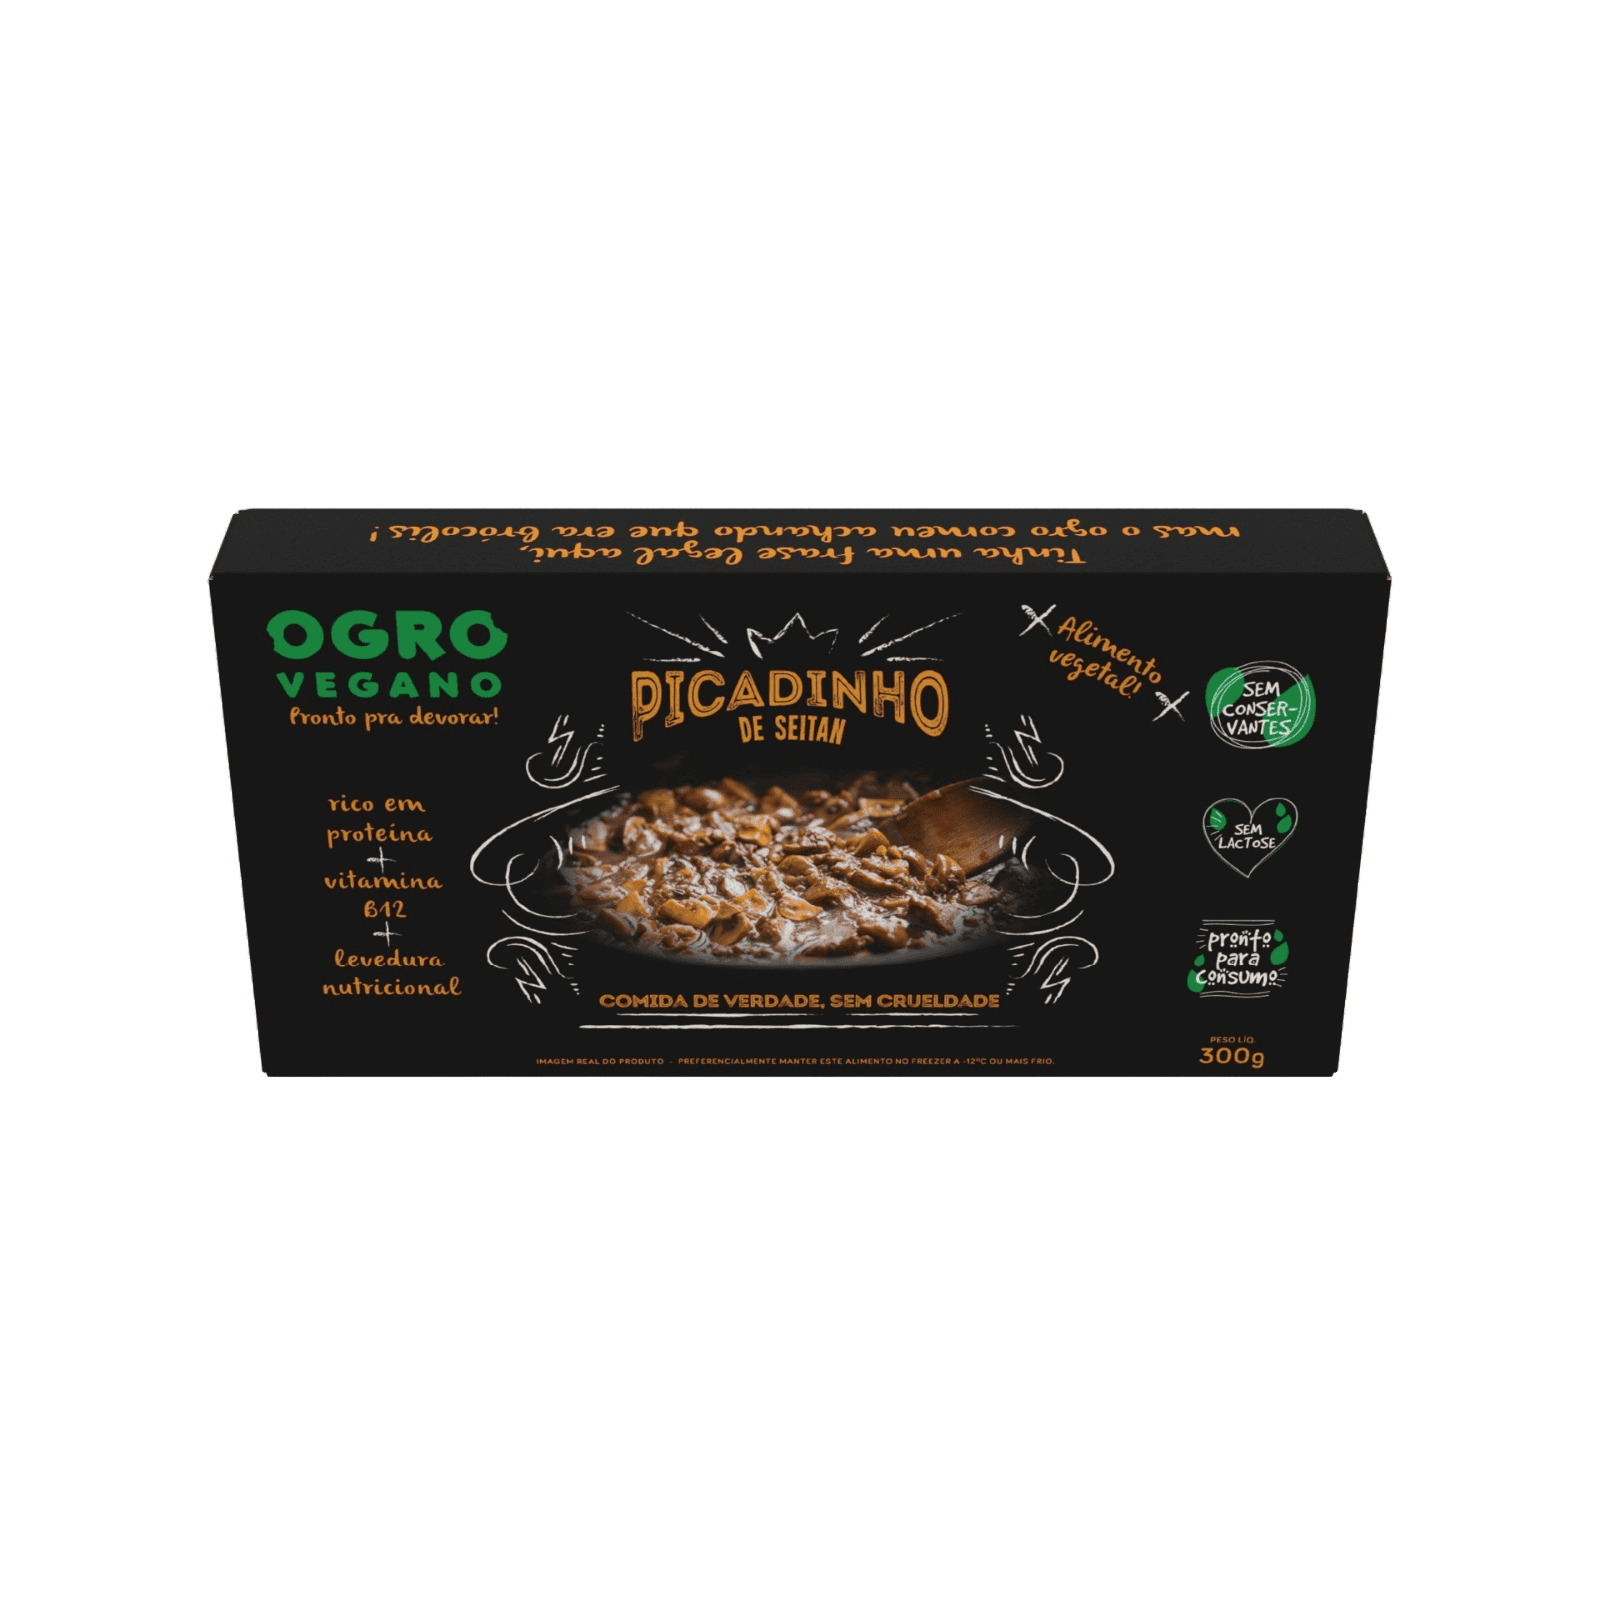 Tinha uma frase legal aqui,
mas o ogro comeu achando que era brócolis!
OGRO
VEGANO
Pronto pra devorar!
rico em
proteína
+
vitamina
B12
+
levedura
nutricional
PICADINHO
DE SEITAN
COMIDA DE VERDADE, SEM CRUELDADE
IMAGEM REAL DO PRODUTO - PREFERENCIALMENTE MANTER ESTE ALIMENTO NO FREEZER A -12ºC OU MAIS FRIO.
Alimento
vegetal!
SEM
CONSER-
VANTES
SEM
LACTOSE
pronto
para
consumo
PESO LÍQ.
300g